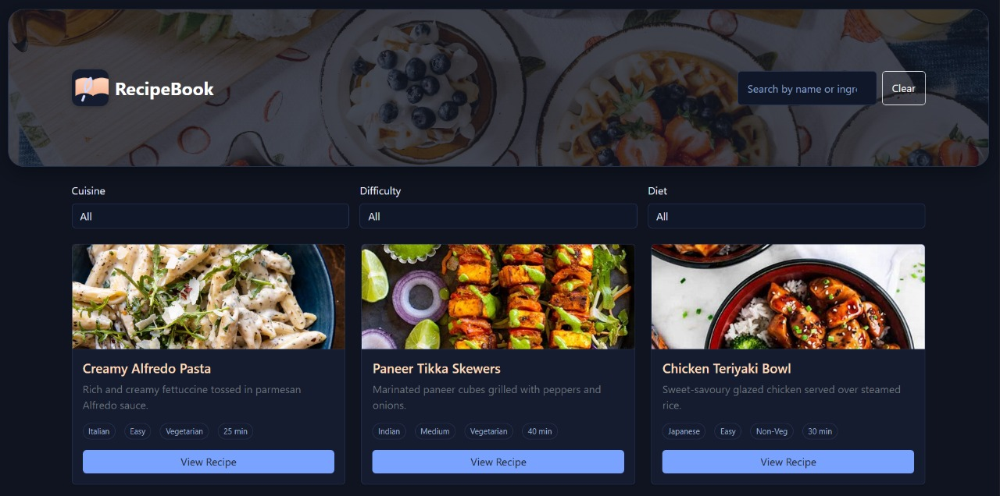 RecipeBook
Search by name or ingr
Clear
Cuisine
Difficulty
Diet
All
All
All
Creamy Alfredo Pasta
Rich and creamy fettuccine tossed in parmesan
Alfredo sauce.
Italian Easy Vegetarian 25 min
View Recipe
Paneer Tikka Skewers
Marinated paneer cubes grilled with peppers and
onions.
Indian Medium Vegetarian 40 min
View Recipe
Chicken Teriyaki Bowl
Sweet-savoury glazed chicken served over steamed
rice.
Japanese Easy Non-Veg 30 min
View Recipe